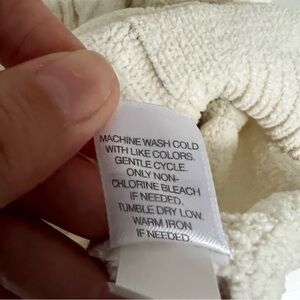 MACHINE WASH COLD
WITH LIKE COLORS.
GENTLE CYCLE.
ONLY NON-
CHLORINE BLEACH
IF NEEDED.
TUMBLE DRY LOW.
WARM IRON
IF NEEDED.